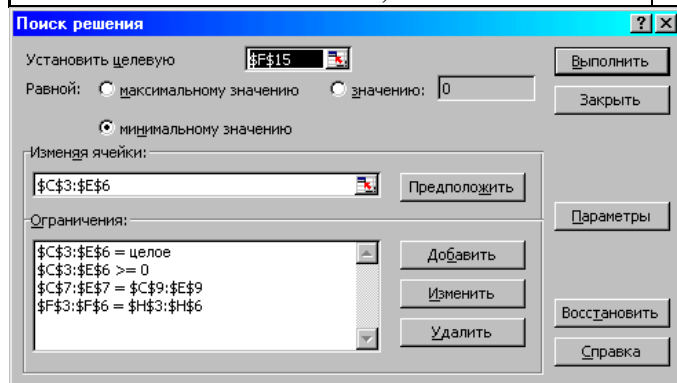 Поиск решения
Установить целевую $F$15 Выполнить
Равной: максимальному значению значению: 0 Закрыть
минимальному значению
Изменяя ячейки:
$C$3:$E$6 Предположить
Ограничения: Параметры
$C$3:$E$6 = целое Добавить
$C$3:$E$6 >= 0
$C$7:$E$7 = $C$9:$E$9 Изменить
$F$3:$F$6 = $H$3:$H$6 Восстановить
Удалить
Справка